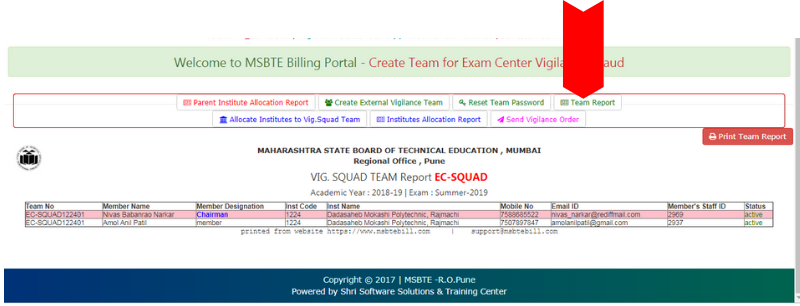 Welcome to MSBTE Billing Portal - Create Team for Exam Center
Parent Institute Allocation Report Create External Vigilance Team Reset Team Password Team Report
Allocate Institutes to Vig.Squad Team Institutes Allocation Report Send Vigilance Order
Print Team Report
MAHARASHTRA STATE BOARD OF TECHNICAL EDUCATION , MUMBAI
Regional Office , Pune
VIG. SQUAD TEAM Report EC-SQUAD
Academic Year : 2018-19 | Exam : Summer-2019
Team No Member Name Member Designation Inst Code Inst Name Mobile No Email ID Member's Staff ID Status
EC-SQUAD122401 Nivas Babanrao Narkar Chairman 1224 Dadasaheb Mokashi Polytechnic, Rajmachi 7588685522 nivas_narkar@rediffmail.com 2969 active
EC-SQUAD122401 Amol Anil Patil member 1224 Dadasaheb Mokashi Polytechnic, Rajmachi 7507897847 amolanilpatil@gmail.com 2937 active
printed from website https://www.msbtebill.com | support@msbtebill.com
Copyright © 2017 | MSBTE -R.O.Pune
Powered by Shri Software Solutions & Training Center